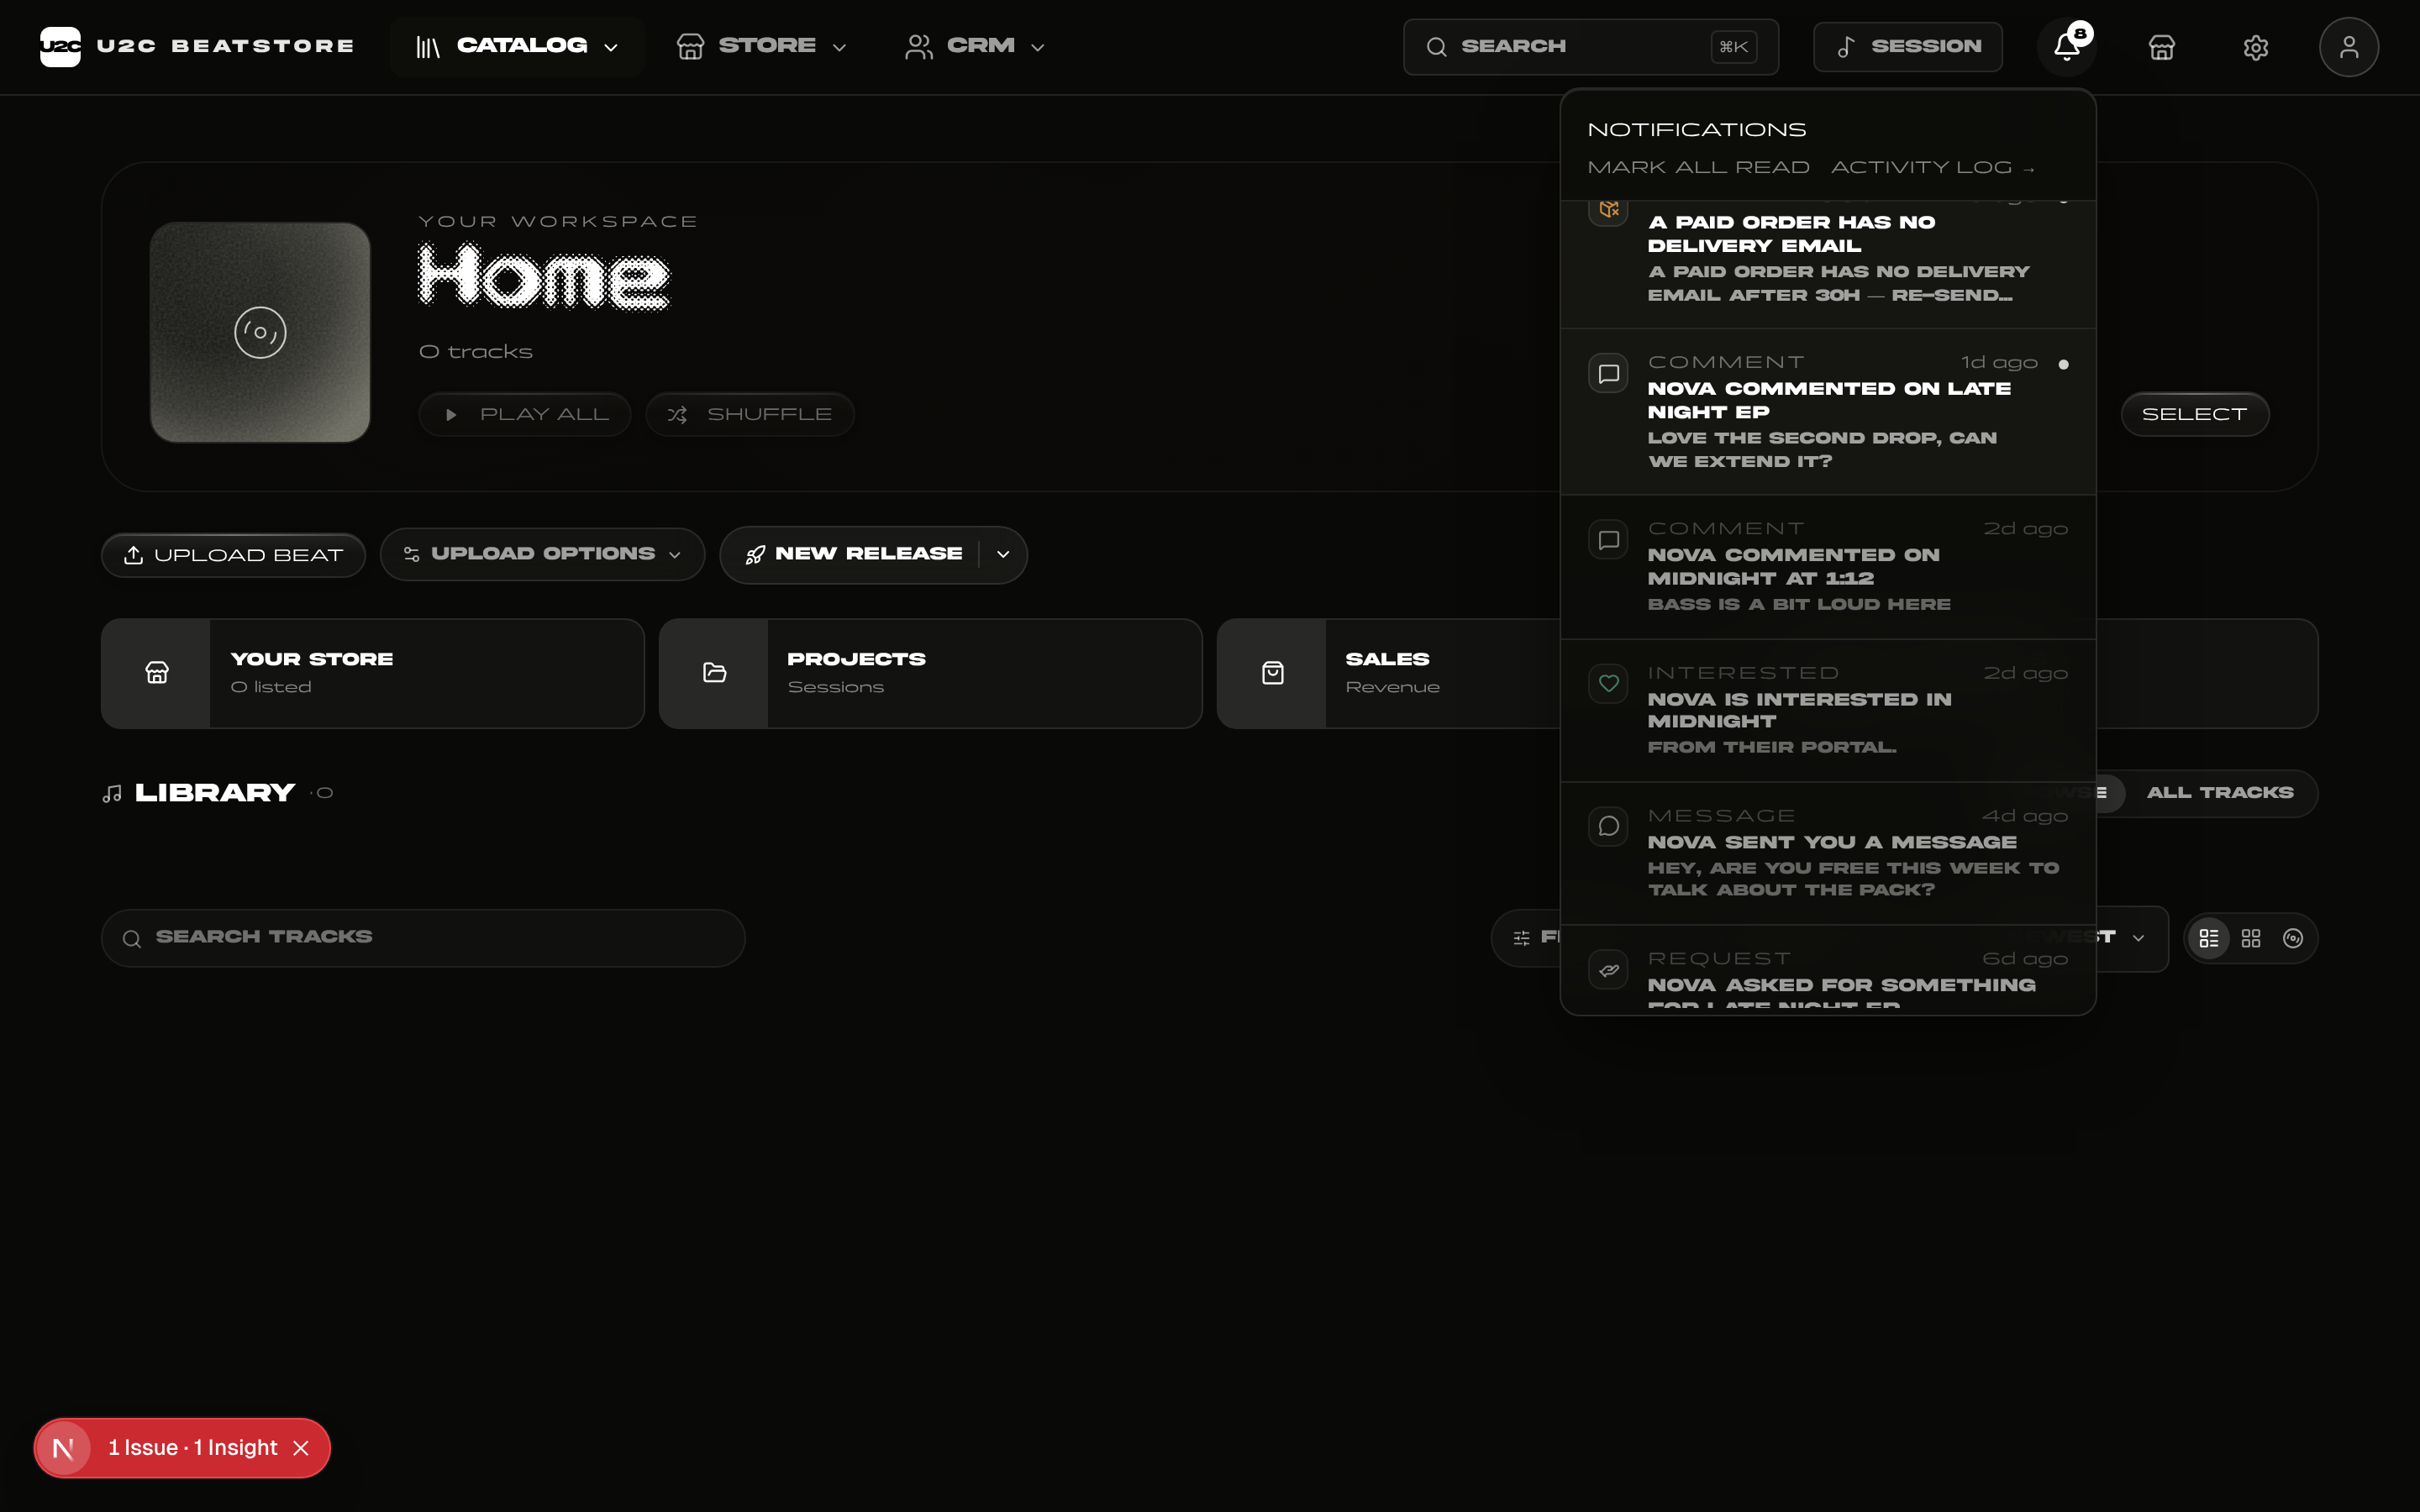 U2C
U2C BEATSTORE
CATALOG
STORE
CRM
SEARCH
⌘K
SESSION
8
NOTIFICATIONS
MARK ALL READ
ACTIVITY LOG →
A PAID ORDER HAS NO
DELIVERY EMAIL
A PAID ORDER HAS NO DELIVERY
EMAIL AFTER 30H — RE-SEND...
COMMENT
1d ago
NOVA COMMENTED ON LATE
NIGHT EP
LOVE THE SECOND DROP, CAN
WE EXTEND IT?
COMMENT
2d ago
NOVA COMMENTED ON
MIDNIGHT AT 1:12
BASS IS A BIT LOUD HERE
INTERESTED
2d ago
NOVA IS INTERESTED IN
MIDNIGHT
FROM THEIR PORTAL.
MESSAGE
4d ago
NOVA SENT YOU A MESSAGE
HEY, ARE YOU FREE THIS WEEK TO
TALK ABOUT THE PACK?
REQUEST
6d ago
NOVA ASKED FOR SOMETHING
FOR LATE NIGHT EP
YOUR WORKSPACE
Home
0 tracks
PLAY ALL
SHUFFLE
SELECT
UPLOAD BEAT
UPLOAD OPTIONS
NEW RELEASE
YOUR STORE
0 listed
PROJECTS
Sessions
SALES
Revenue
LIBRARY
·0
ALL TRACKS
SEARCH TRACKS
1 Issue · 1 Insight